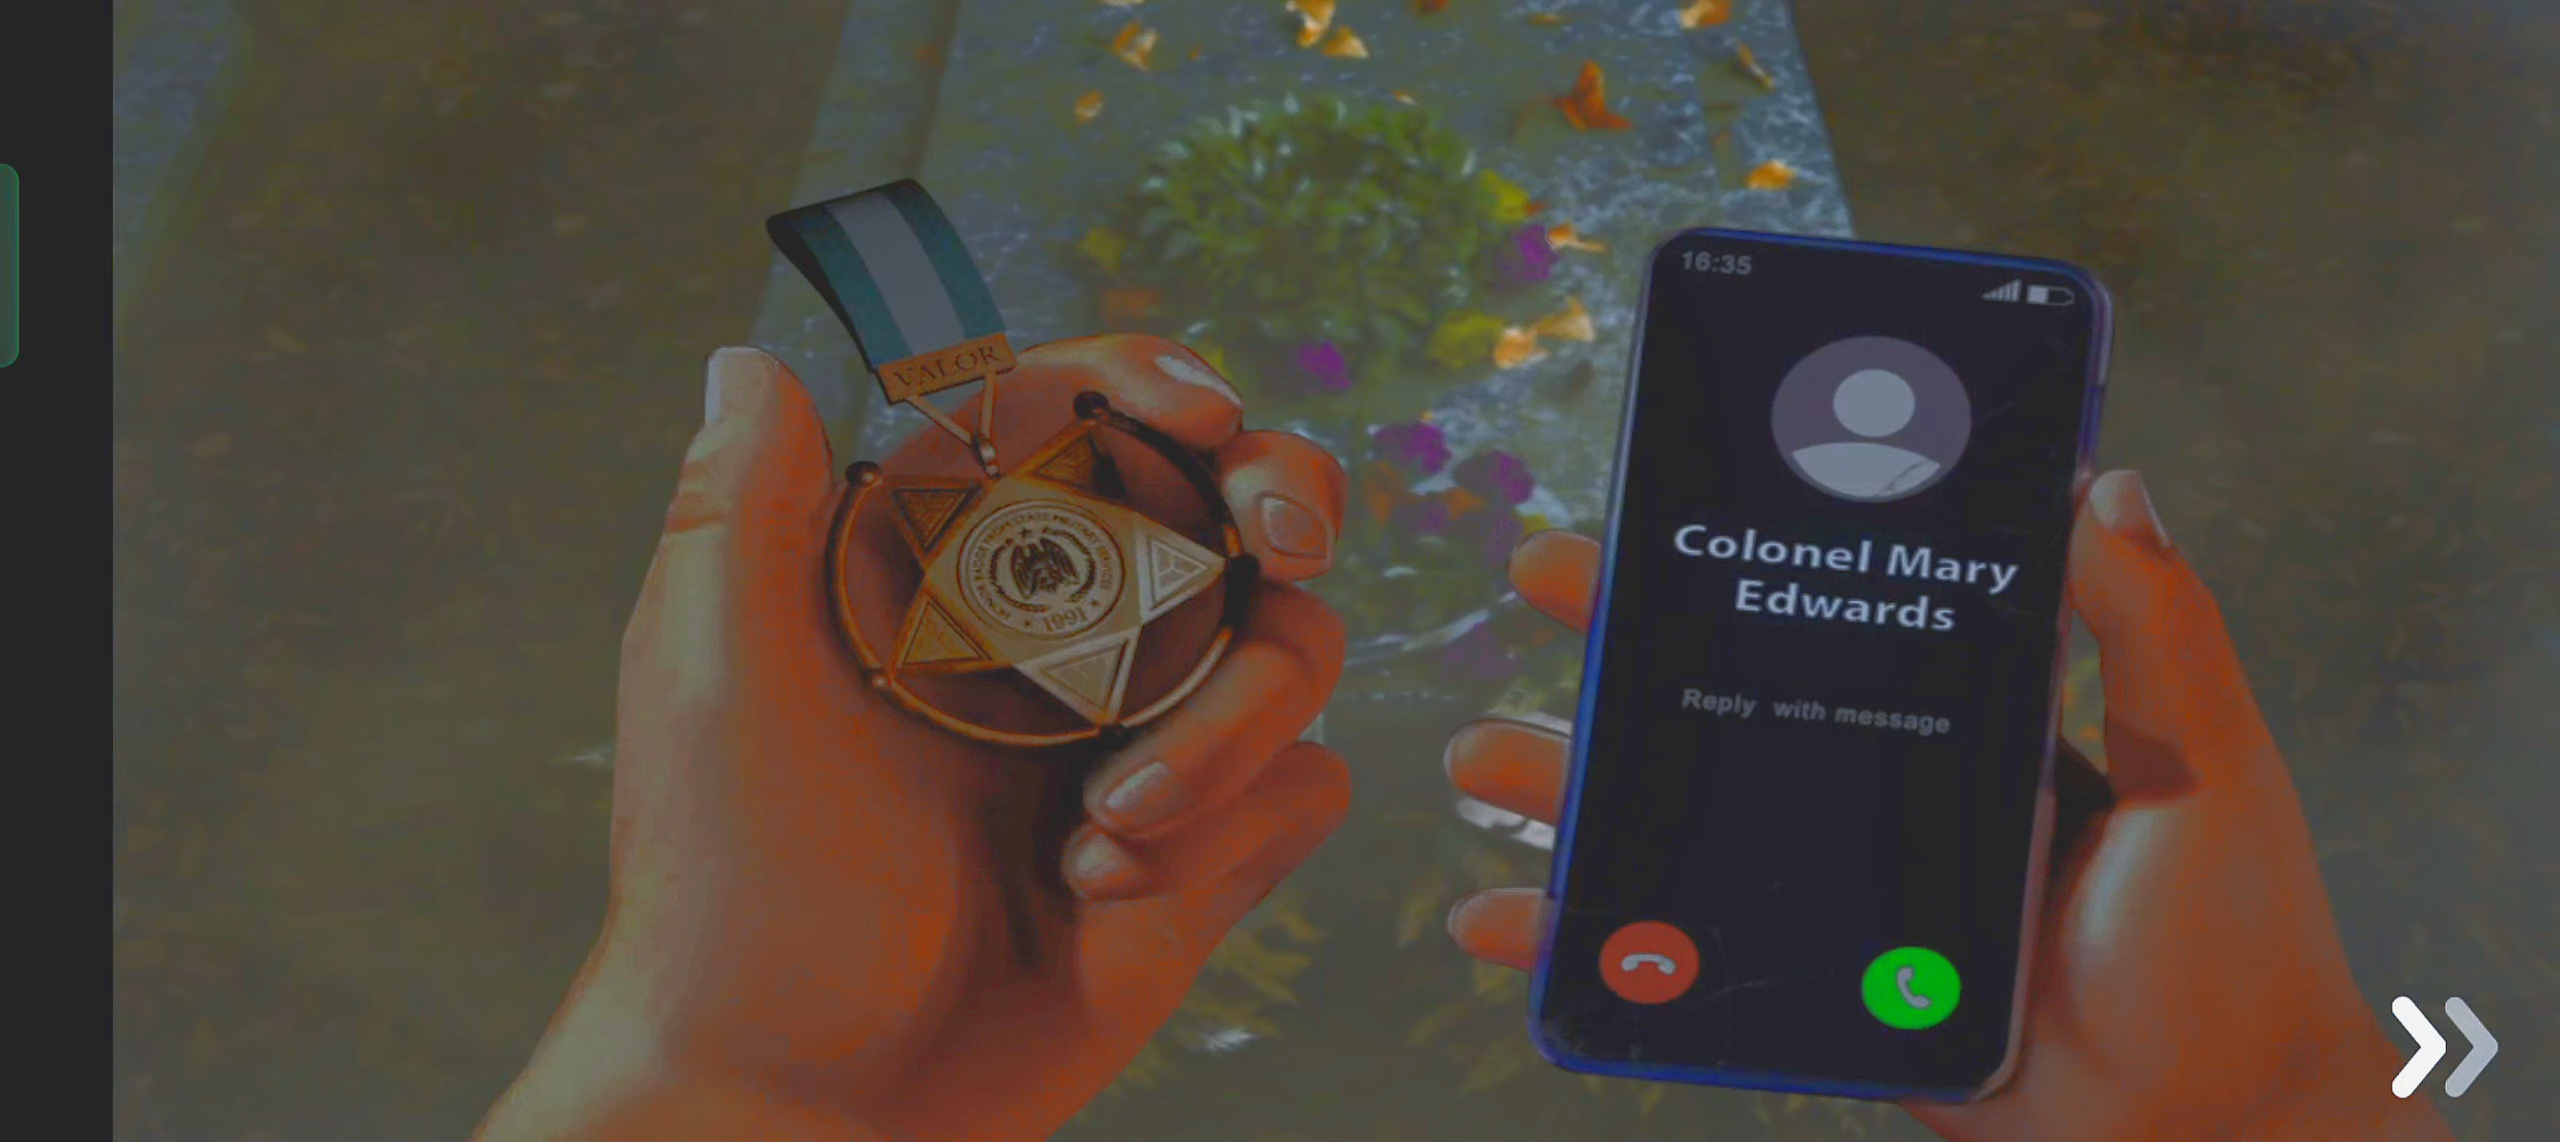 VALOR
1991
16:35
Colonel Mary
Edwards
Reply with message